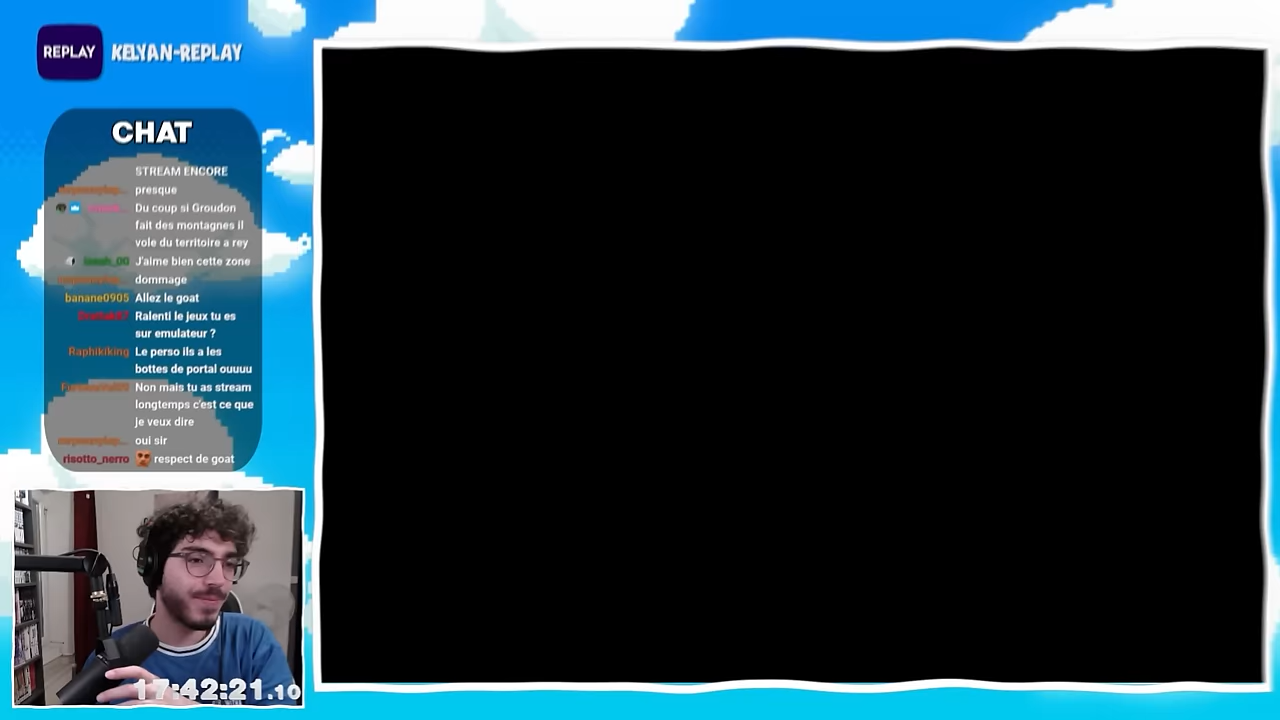 REPLAY KELYAN-REPLAY
CHAT
STREAM ENCORE
presque
Du coup si Groudon
fait des montagnes il
vole du territoire a rey
J'aime bien cette zone
dommage
banane0905 Allez le goat
Ralenti le jeux tu es
sur emulateur ?
Raphikiking Le perso ils a les
bottes de portal ouuuu
Non mais tu as stream
longtemps c'est ce que
je veux dire
oui sir
risotto_nerro respect de goat
17:42:21.10